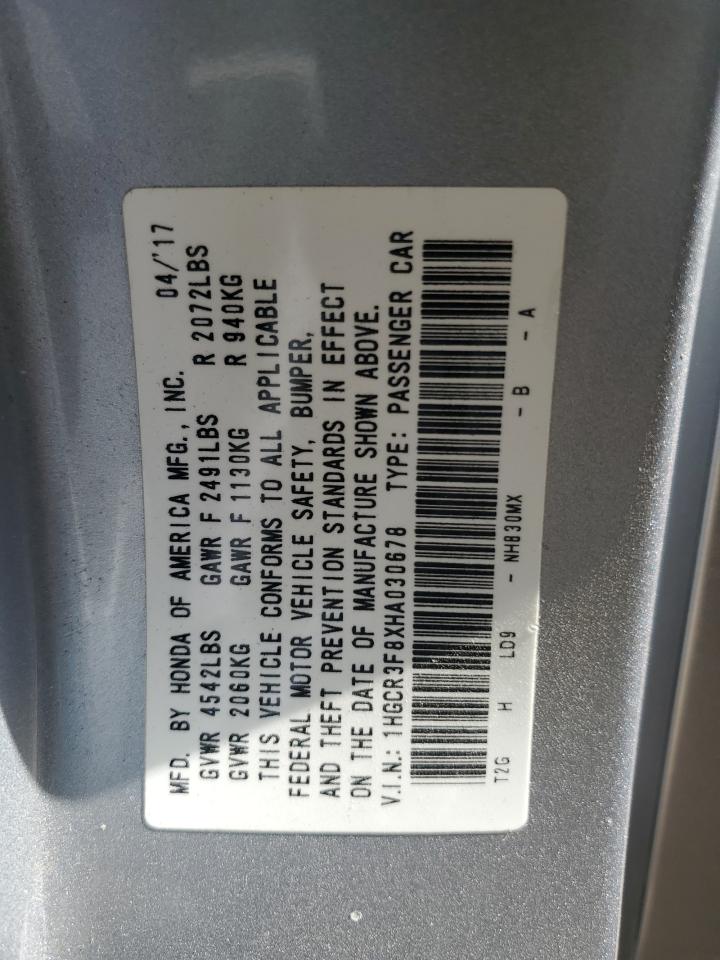 MFD. BY HONDA OF AMERICA MFG., INC. 04/'17
GVWR 4542LBS GAWR F 2491LBS R 2072LBS
GVWR 2060KG GAWR F 1130KG R 940KG
THIS VEHICLE CONFORMS TO ALL APPLICABLE
FEDERAL MOTOR VEHICLE SAFETY, BUMPER,
AND THEFT PREVENTION STANDARDS IN EFFECT
ON THE DATE OF MANUFACTURE SHOWN ABOVE.
V.I.N.: 1HGCR3F8XHA030678 TYPE: PASSENGER CAR
T2G H LD9 - NH830MX - B - A